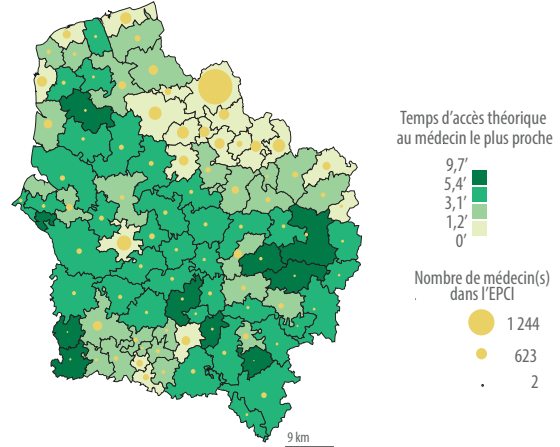 Temps d'accès théorique
au médecin le plus proche
9,7'
5,4'
3,1'
1,2'
0'
Nombre de médecin(s)
dans l'EPCI
1 244
623
2
9 km